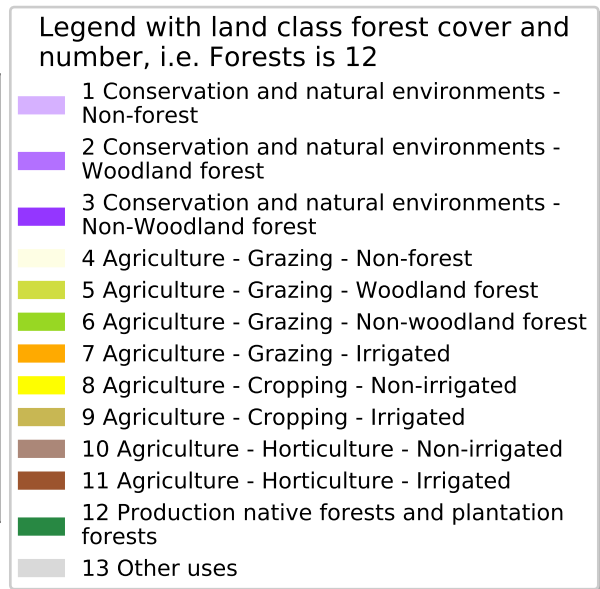 Legend with land class forest cover and
number, i.e. Forests is 12
1 Conservation and natural environments -
Non-forest
2 Conservation and natural environments -
Woodland forest
3 Conservation and natural environments -
Non-Woodland forest
4 Agriculture - Grazing - Non-forest
5 Agriculture - Grazing - Woodland forest
6 Agriculture - Grazing - Non-woodland forest
7 Agriculture - Grazing - Irrigated
8 Agriculture - Cropping - Non-irrigated
9 Agriculture - Cropping - Irrigated
10 Agriculture - Horticulture - Non-irrigated
11 Agriculture - Horticulture - Irrigated
12 Production native forests and plantation
forests
13 Other uses